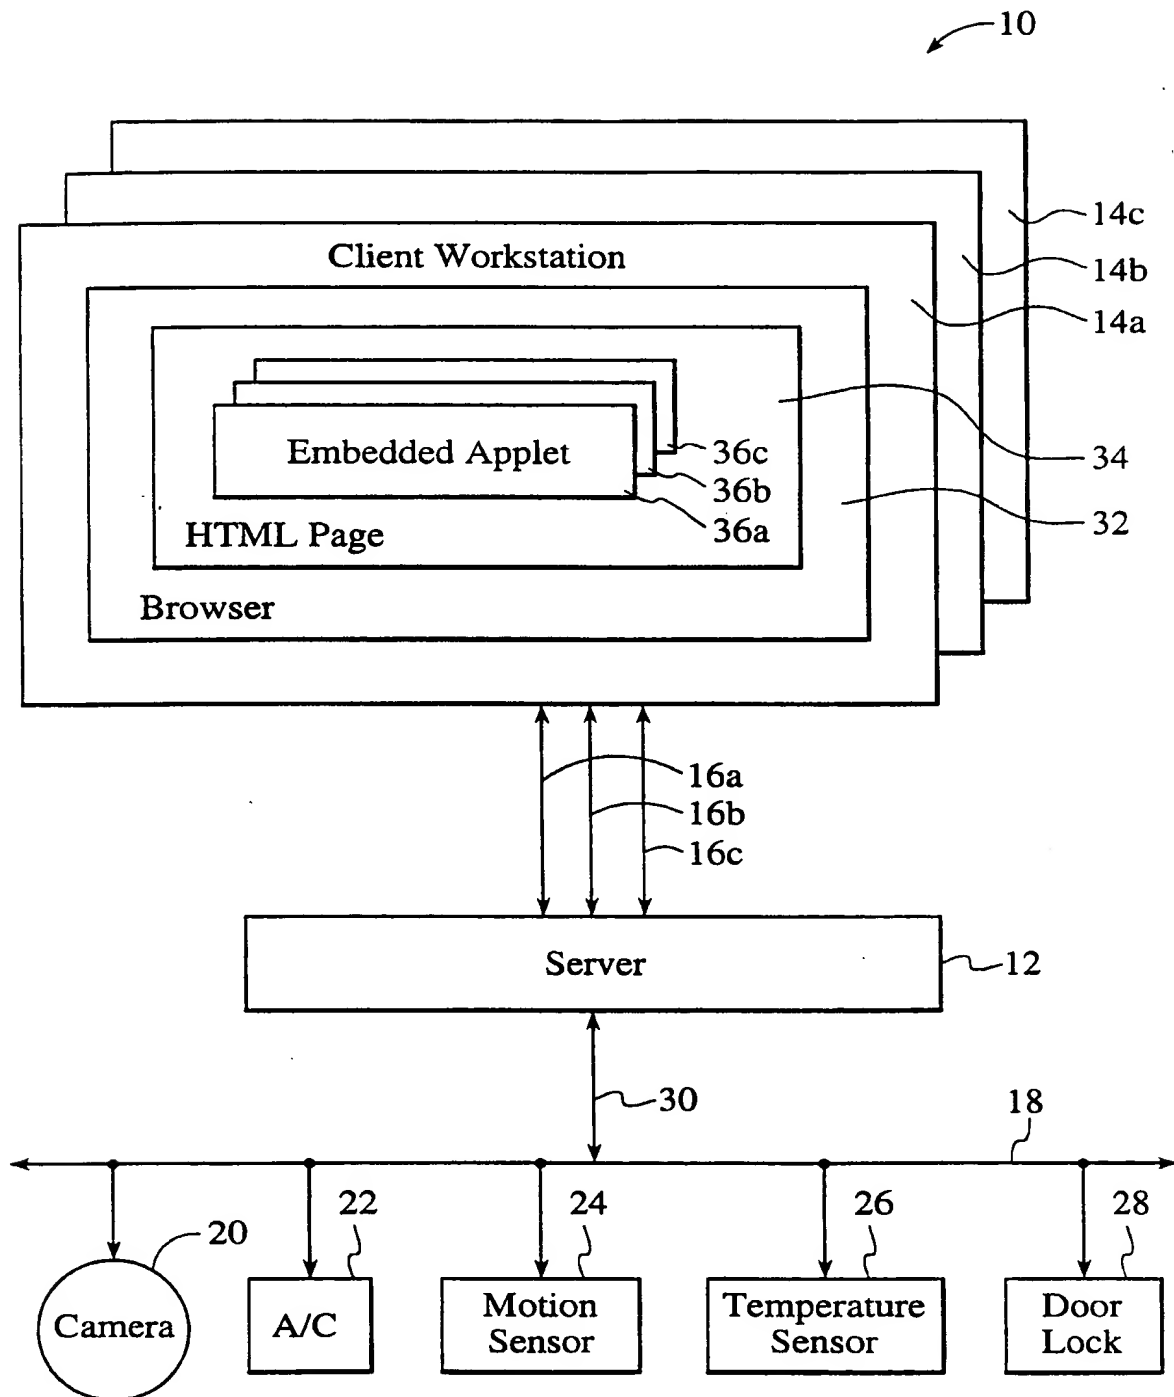 10
14c
Client Workstation
14b
14a
Embedded Applet
36c
34
36b
32
36a
HTML Page
Browser
16a
16b
16c
Server
12
30
18
20
22
24
26
28
Camera
A/C
Motion
Sensor
Temperature
Sensor
Door
Lock